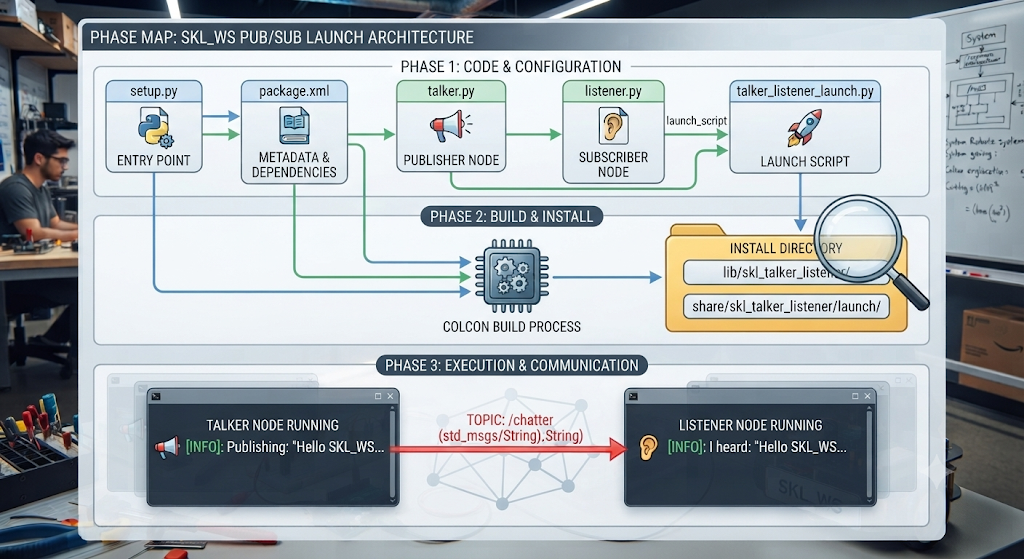 PHASE MAP: SKL_WS PUB/SUB LAUNCH ARCHITECTURE
PHASE 1: CODE & CONFIGURATION
setup.py
ENTRY POINT
package.xml
METADATA &
DEPENDENCIES
talker.py
PUBLISHER NODE
listener.py
SUBSCRIBER
NODE
launch_script
talker_listener_launch.py
LAUNCH SCRIPT
PHASE 2: BUILD & INSTALL
COLCON BUILD PROCESS
INSTALL DIRECTORY
lib/skl_talker_listener/
share/skl_talker_listener/launch/
PHASE 3: EXECUTION & COMMUNICATION
TALKER NODE RUNNING
[INFO]: Publishing: "Hello SKL_WS...
TOPIC: /chatter
(std_msgs/String),String)
LISTENER NODE RUNNING
[INFO]: I heard: "Hello SKL_WS...
SKL_WS
System